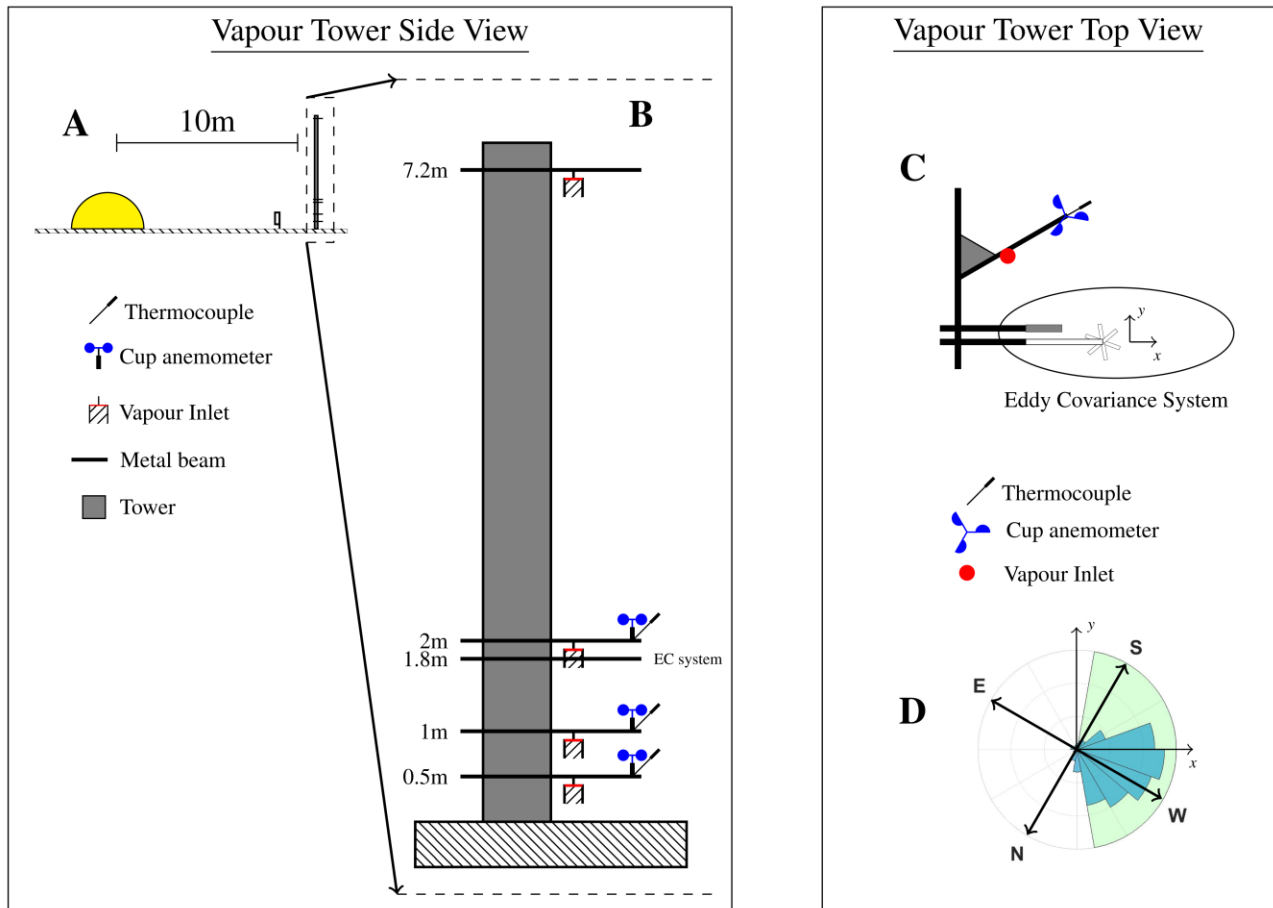 Vapour Tower Side View
A
10m
B
7.2m
Thermocouple
Cup anemometer
Vapour Inlet
Metal beam
Tower
2m
1.8m
EC system
1m
0.5m
Vapour Tower Top View
C
y
x
Eddy Covariance System
Thermocouple
Cup anemometer
Vapour Inlet
D
y
S
E
x
W
N